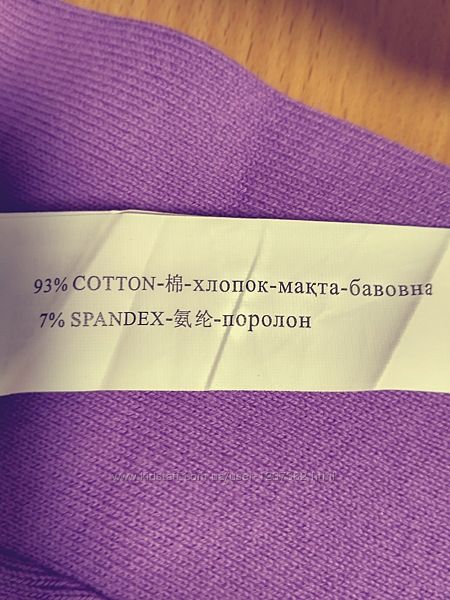 93% COTTON-棉-хлопок-мақта-бавовна
7% SPANDEX-氨纶-поролон